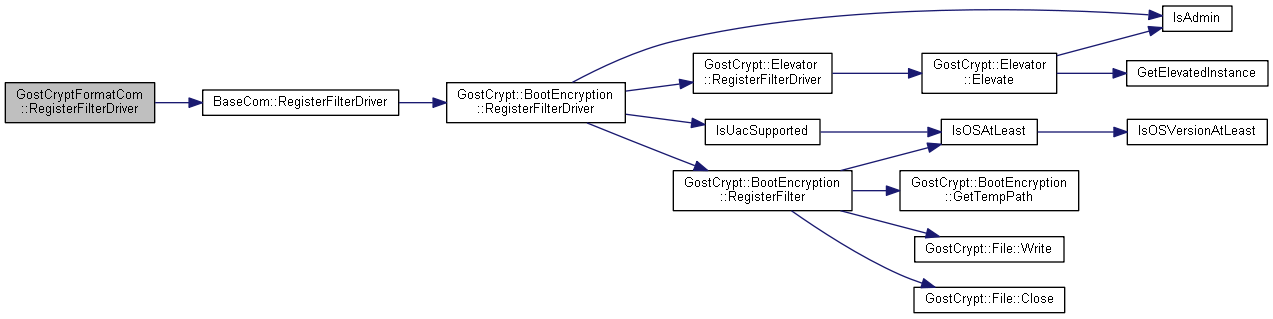 GostCryptFormatCom
::RegisterFilterDriver
BaseCom::RegisterFilterDriver
GostCrypt::BootEncryption
::RegisterFilterDriver
IsAdmin
GostCrypt::Elevator
::RegisterFilterDriver
GostCrypt::Elevator
::Elevate
GetElevatedInstance
IsUacSupported
IsOSAtLeast
IsOSVersionAtLeast
GostCrypt::BootEncryption
::RegisterFilter
GostCrypt::BootEncryption
::GetTempPath
GostCrypt::File::Write
GostCrypt::File::Close